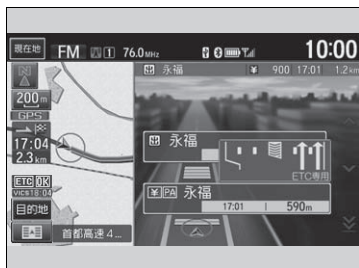 現在地 FM 1 76.0MHz 10:00
N
200m
GPS
17:04
2.3km
ETC OK
VICS18:04
目的地
首都高速4…
永福 ¥ 900 17:01 1.2km
永福
ETC専用
¥ PA 永福
17:01 590m